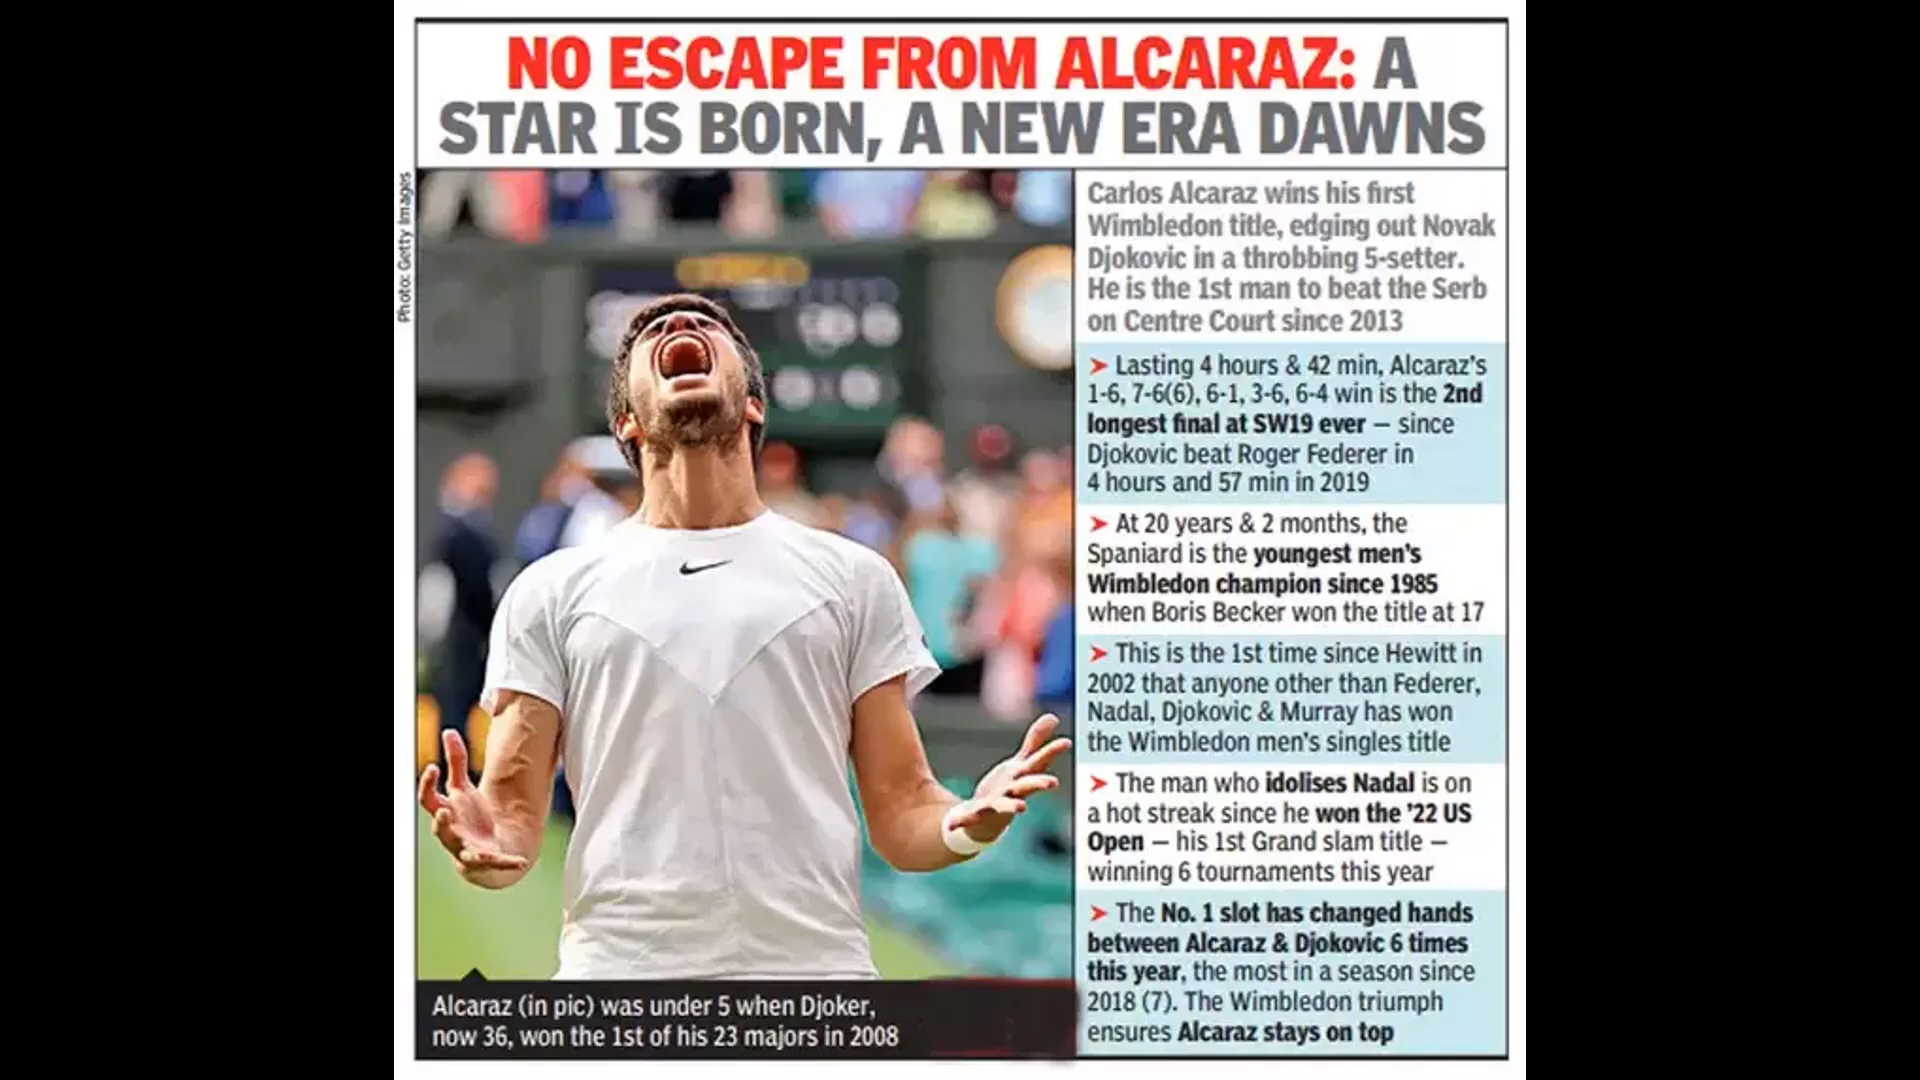 NO ESCAPE FROM ALCARAZ: A
STAR IS BORN, A NEW ERA DAWNS
Photo: Getty Images
Carlos Alcaraz wins his first
Wimbledon title, edging out Novak
Djokovic in a throbbing 5-setter.
He is the 1st man to beat the Serb
on Centre Court since 2013
➤ Lasting 4 hours & 42 min, Alcaraz's
1-6, 7-6(6), 6-1, 3-6, 6-4 win is the 2nd
longest final at SW19 ever — since
Djokovic beat Roger Federer in
4 hours and 57 min in 2019
➤ At 20 years & 2 months, the
Spaniard is the youngest men's
Wimbledon champion since 1985
when Boris Becker won the title at 17
➤ This is the 1st time since Hewitt in
2002 that anyone other than Federer,
Nadal, Djokovic & Murray has won
the Wimbledon men's singles title
➤ The man who idolises Nadal is on
a hot streak since he won the '22 US
Open — his 1st Grand slam title —
winning 6 tournaments this year
➤ The No. 1 slot has changed hands
between Alcaraz & Djokovic 6 times
this year, the most in a season since
2018 (7). The Wimbledon triumph
ensures Alcaraz stays on top
Alcaraz (in pic) was under 5 when Djoker,
now 36, won the 1st of his 23 majors in 2008